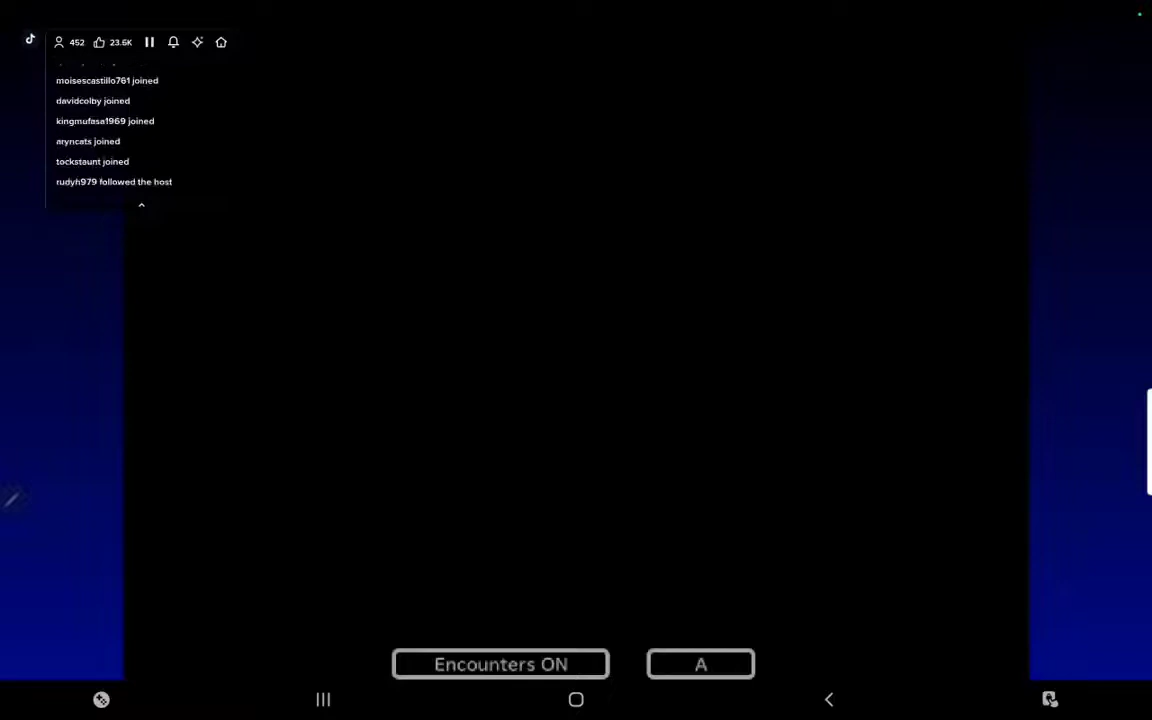 452 23.6K
moisescastillo761 joined
davidcolby joined
kingmufasa1969 joined
aryncats joined
tockstaunt joined
rudyh979 followed the host
Encounters ON
A